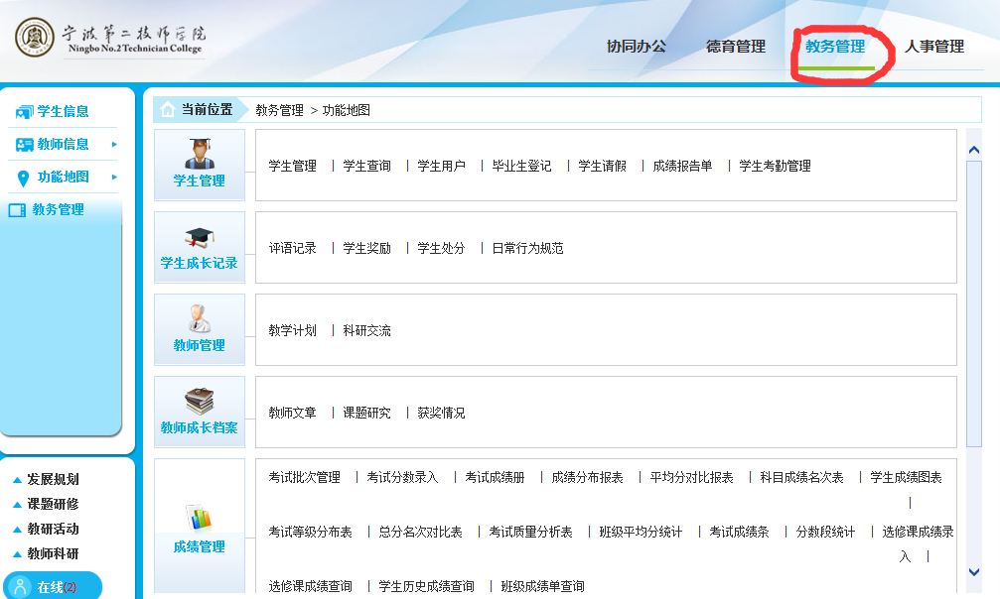 宁波第二技师学院
Ningbo No.2 Technician College
协同办公 德育管理 教务管理 人事管理
学生信息
教师信息
功能地图
教务管理
当前位置 教务管理 > 功能地图
学生管理
学生管理 学生查询 学生用户 毕业生登记 学生请假 成绩报告单 学生考勤管理
学生成长记录
评语记录 学生奖励 学生处分 日常行为规范
教师管理
教学计划 科研交流
教师成长档案
教师文章 课题研究 获奖情况
成绩管理
考试批次管理 考试分数录入 考试成绩册 成绩分布报表 平均分对比报表 科目成绩名次表 学生成绩图表
考试等级分布表 总分名次对比表 考试质量分析表 班级平均分统计 考试成绩条 分数段统计 选修课成绩录
入
选修课成绩查询 学生历史成绩查询 班级成绩单查询
发展规划
课题研修
教研活动
教师科研
在线(2)